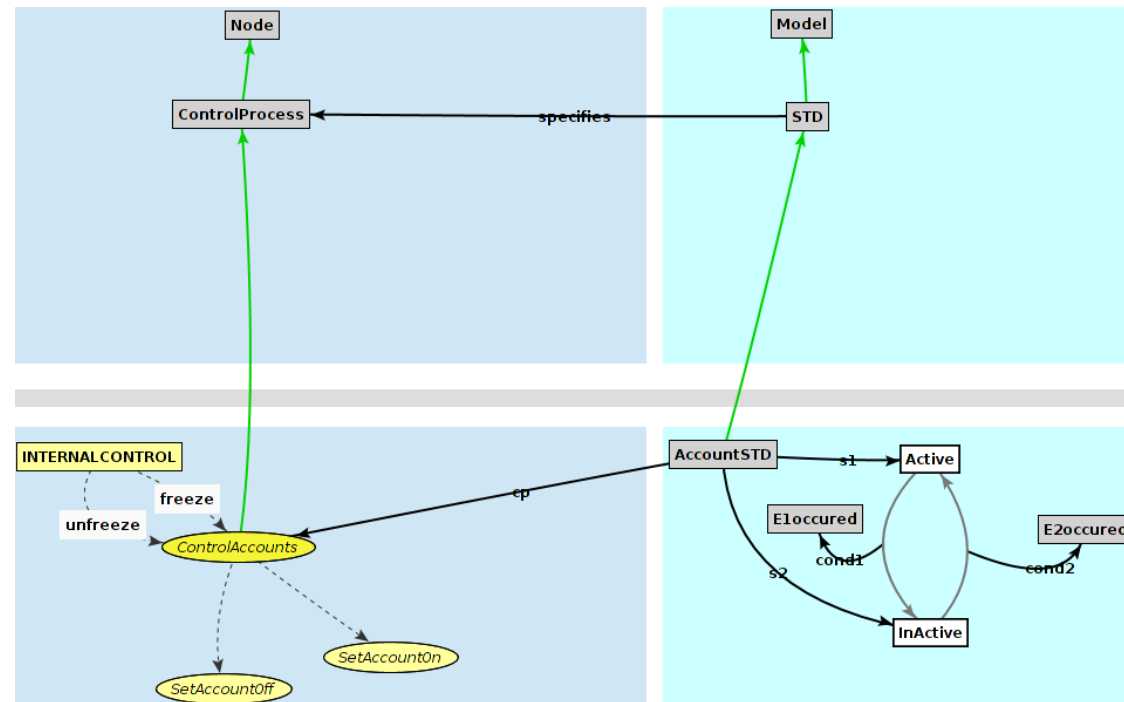 Node
Model
ControlProcess
specifies
STD
INTERNALCONTROL
AccountSTD
s1
Active
freeze
cp
unfreeze
E1occured
E2occured
ControlAccounts
cond1
cond2
s2
InActive
SetAccountOn
SetAccountOff